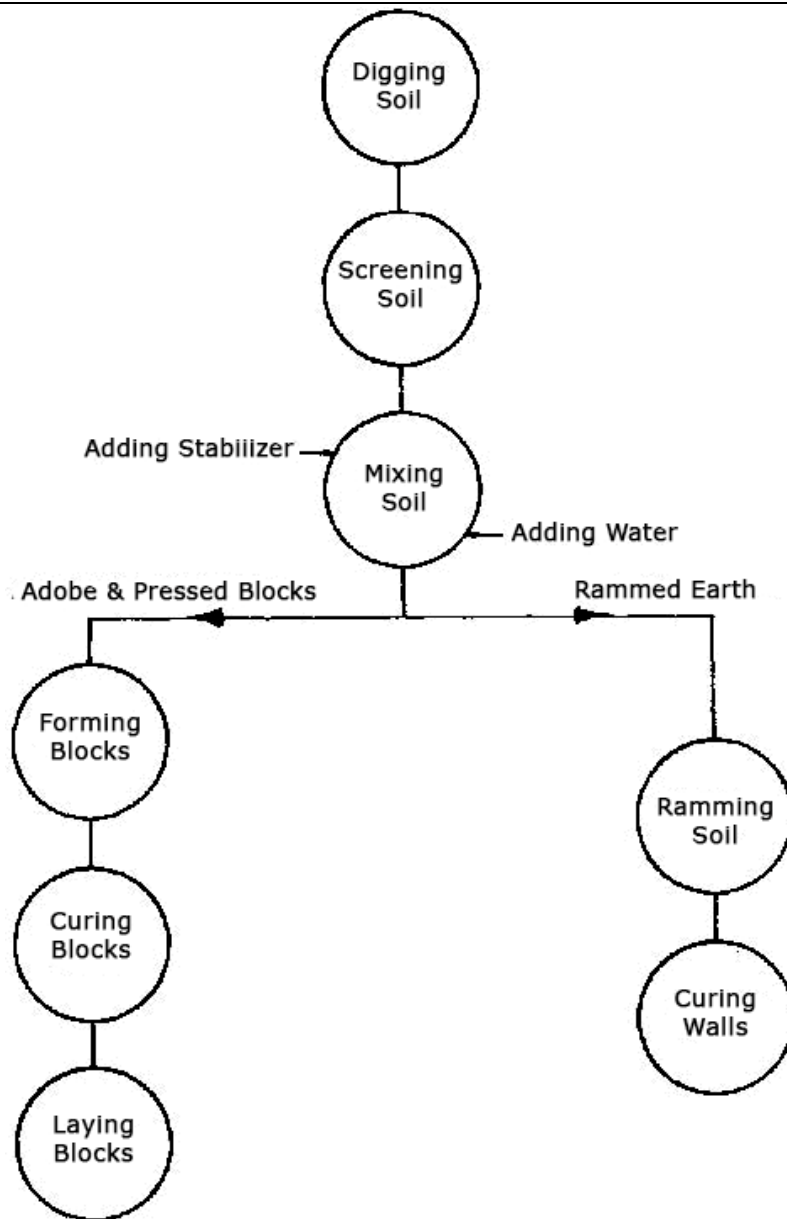 Digging
Soil
Screening
Soil
Adding Stabiiizer
Mixing
Soil
Adding Water
Adobe & Pressed Blocks
Rammed Earth
Forming
Blocks
Ramming
Soil
Curing
Blocks
Curing
Walls
Laying
Blocks